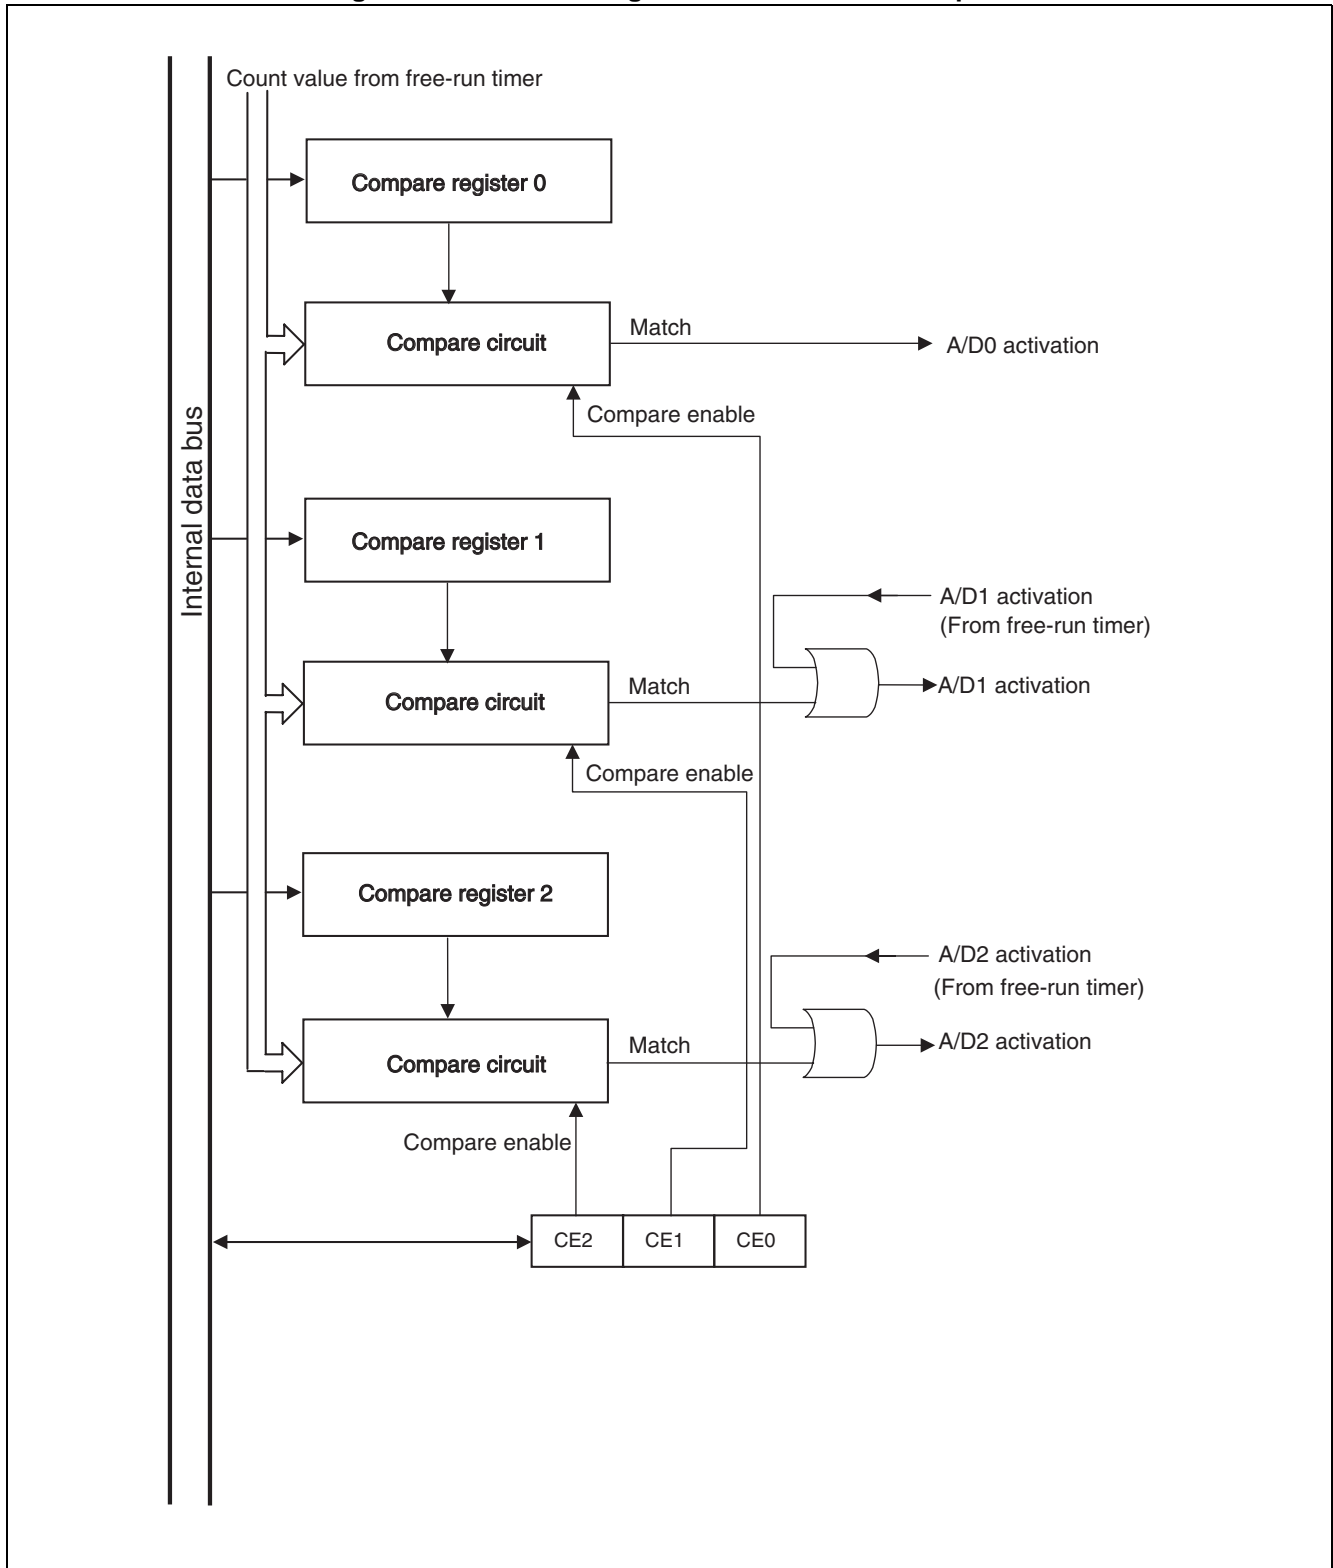 Count value from free-run timer
Compare register 0
Compare circuit
Match
A/D0 activation
Compare enable
Internal data bus
Compare register 1
A/D1 activation
(From free-run timer)
Compare circuit
Match
A/D1 activation
Compare enable
Compare register 2
A/D2 activation
(From free-run timer)
Compare circuit
Match
A/D2 activation
Compare enable
CE2
CE1
CE0